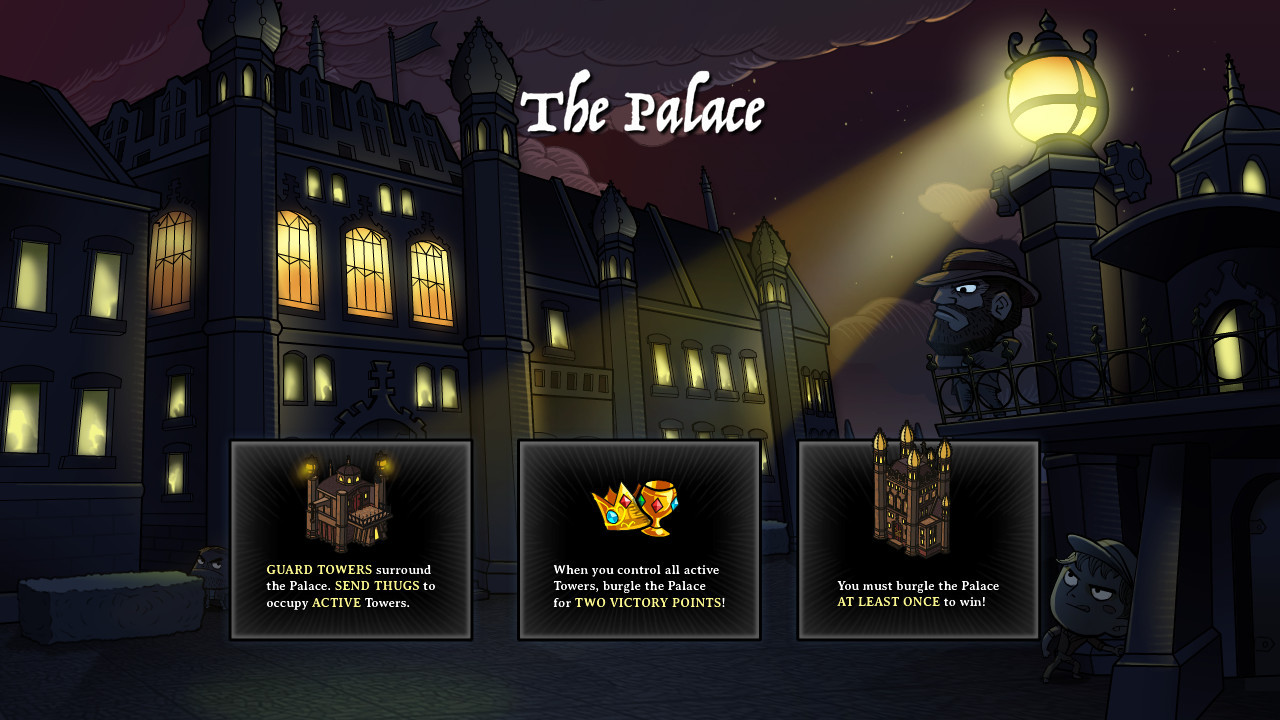 The Palace
GUARD TOWERS surround
the Palace. SEND THUGS to
occupy ACTIVE Towers.
When you control all active
Towers, burgle the Palace
for TWO VICTORY POINTS!
You must burgle the Palace
AT LEAST ONCE to win!